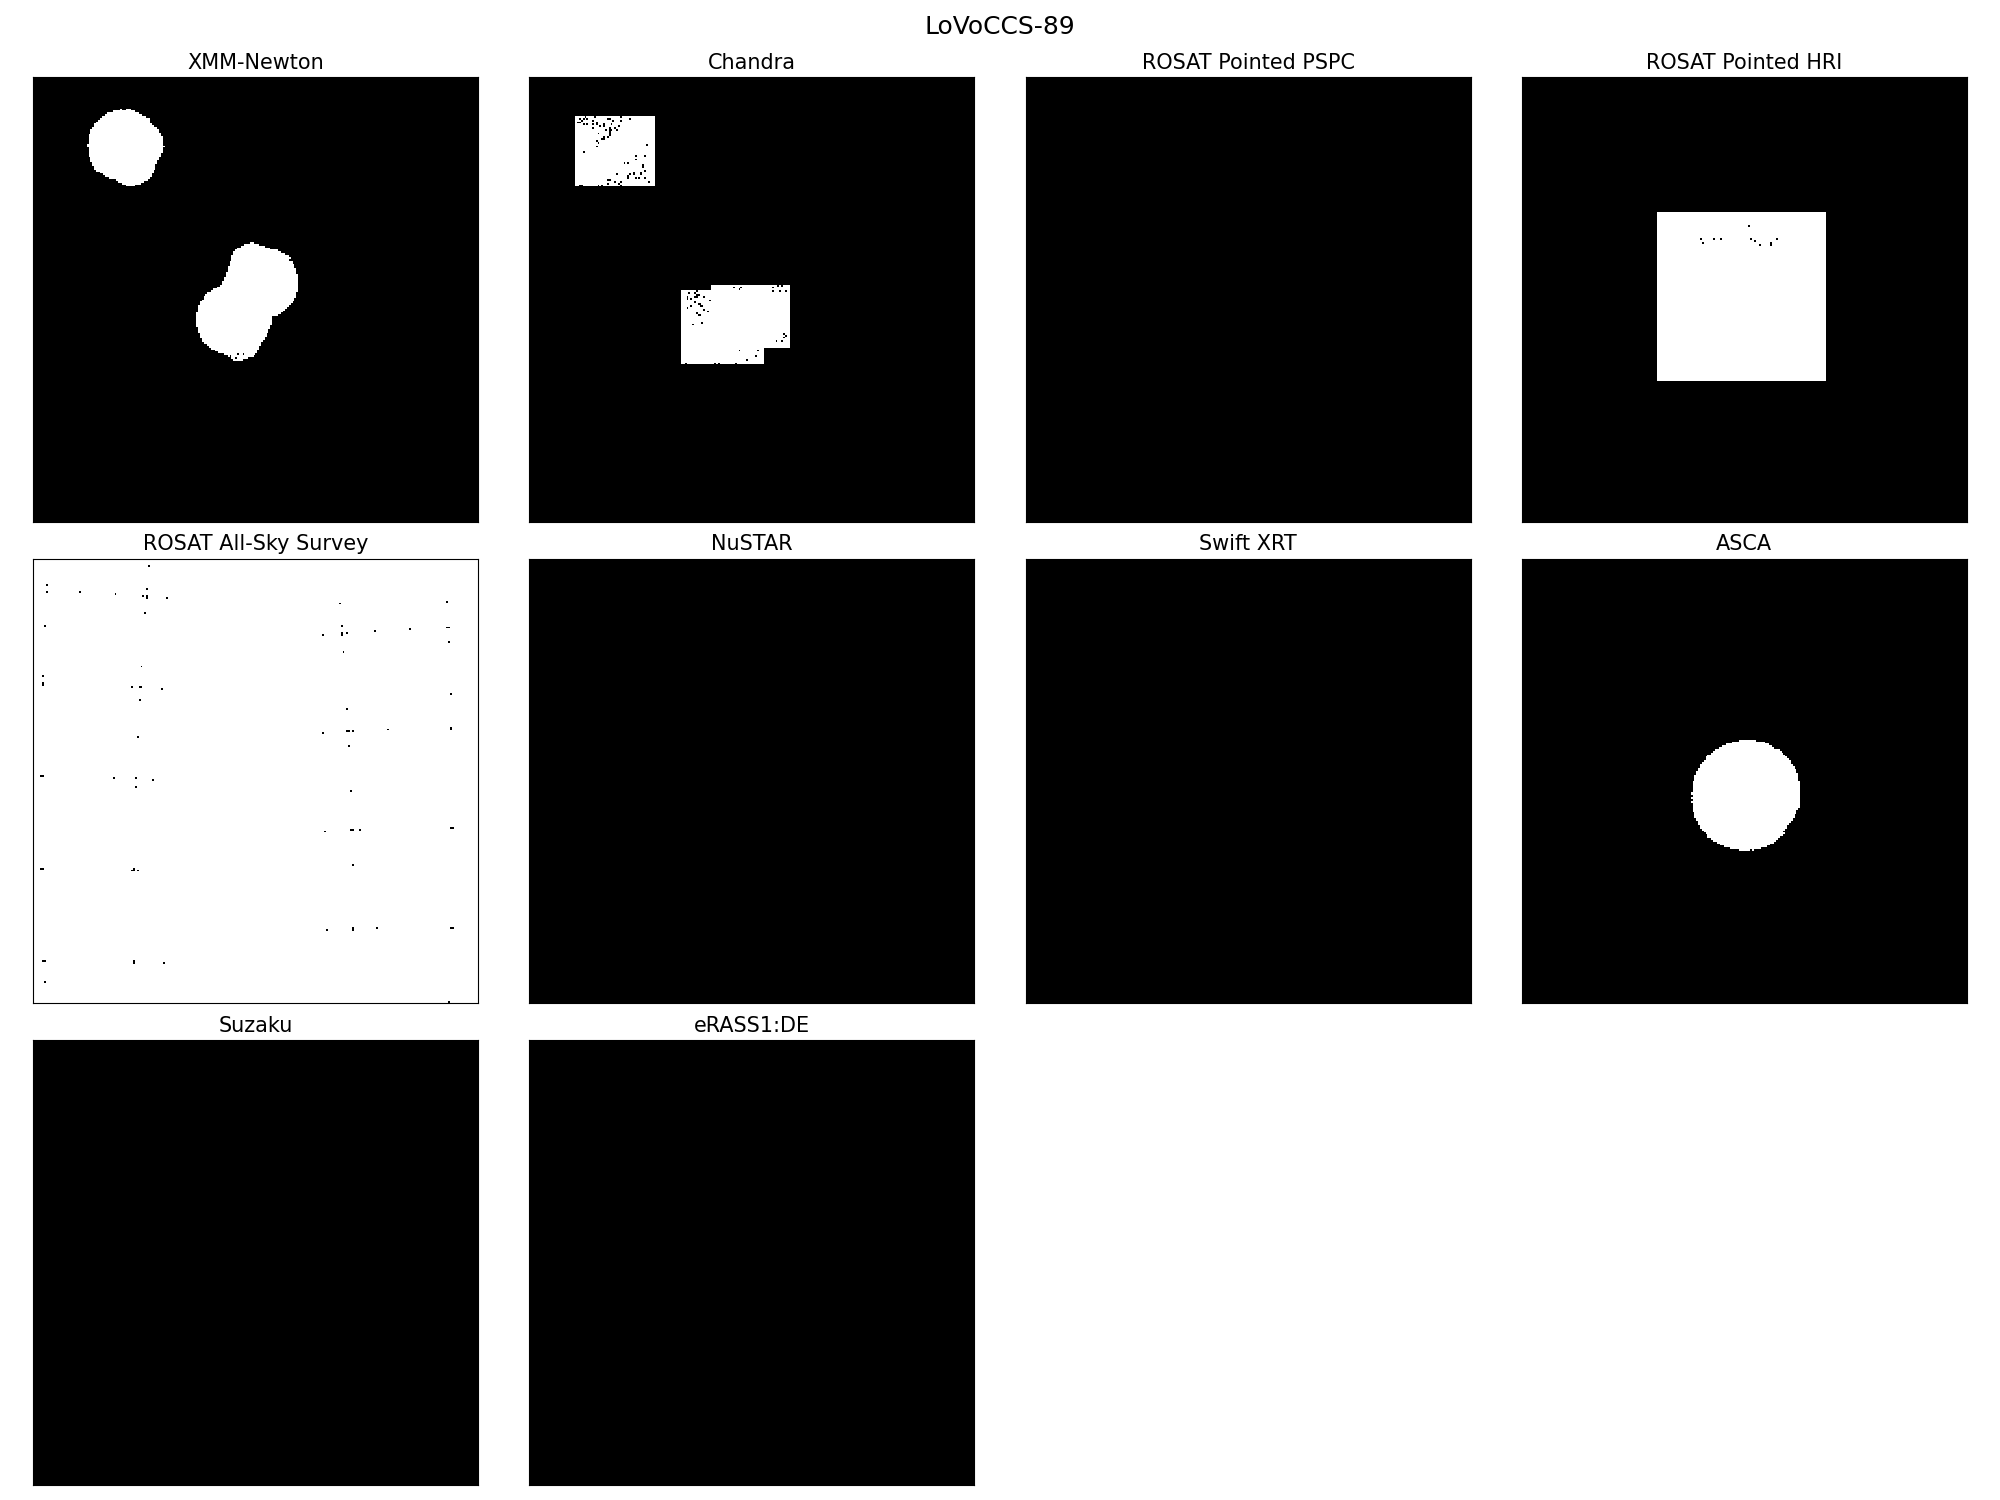 LoVoCCS-89
XMM-Newton
Chandra
ROSAT Pointed PSPC
ROSAT Pointed HRI
ROSAT All-Sky Survey
NuSTAR
Swift XRT
ASCA
Suzaku
eRASS1:DE